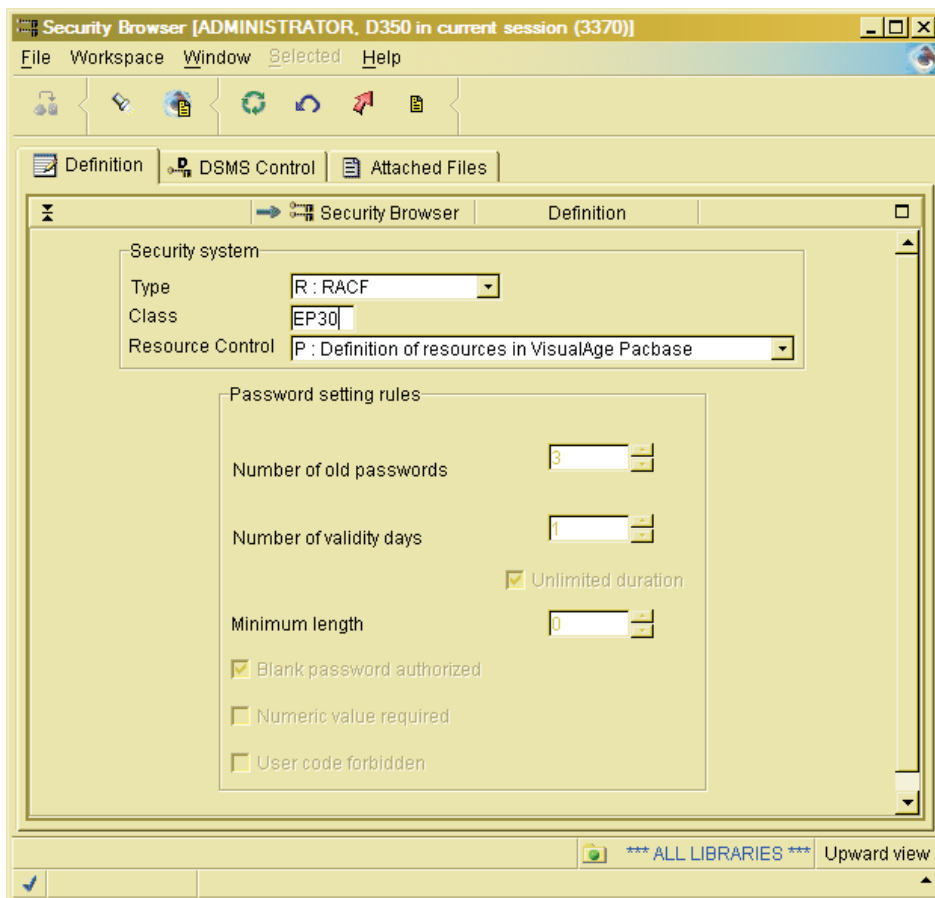 Security Browser [ADMINISTRATOR, D350 in current session (3370)]
File Workspace Window Selected Help
Definition DSMS Control Attached Files
Security Browser Definition
Security system
Type R : RACF
Class EP30
Resource Control P : Definition of resources in VisualAge Pacbase
Password setting rules
Number of old passwords 3
Number of validity days 1
Unlimited duration
Minimum length 0
Blank password authorized
Numeric value required
User code forbidden
*** ALL LIBRARIES *** Upward view